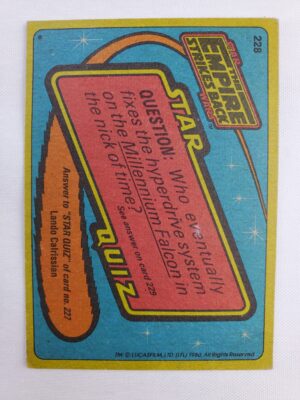 228
STAR
THE
EMPIRE
STRIKES BACK
WARS™
STAR
QUESTION: Who eventually
fixes the hyperdrive system
on the Millennium Falcon in
the nick of time?
See answer on card 229
QUIZ
Answer to "STAR QUIZ" of card no. 227
Lando Calrissian
TM: © LUCASFILM, LTD. (LFL) 1980. All Rights Reserved.